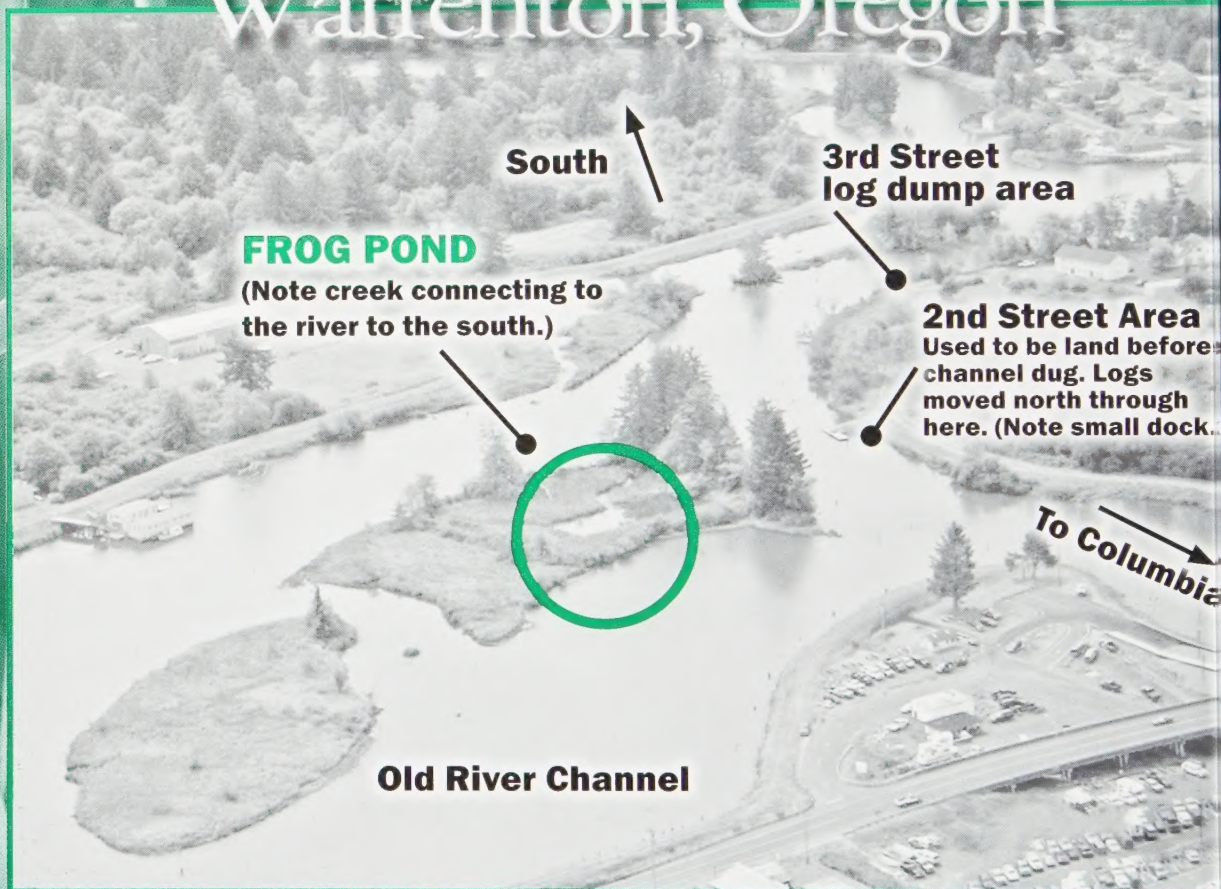 Warrenton, Oregon
South
3rd Street
log dump area
FROG POND
(Note creek connecting to
the river to the south.)
2nd Street Area
Used to be land before
channel dug. Logs
moved north through
here. (Note small dock.
To Columbia
Old River Channel